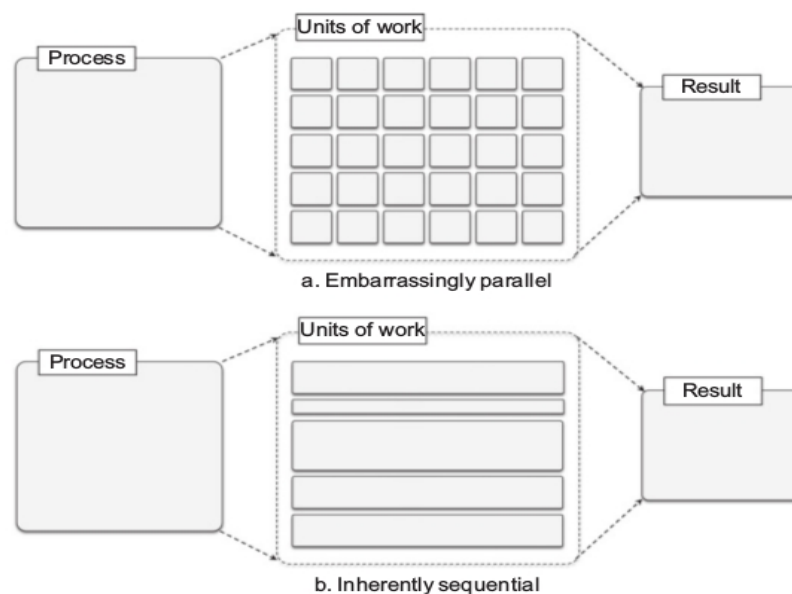 Units of work
Process
Result
a. Embarrassingly parallel
Units of work
Process
Result
b. Inherently sequential